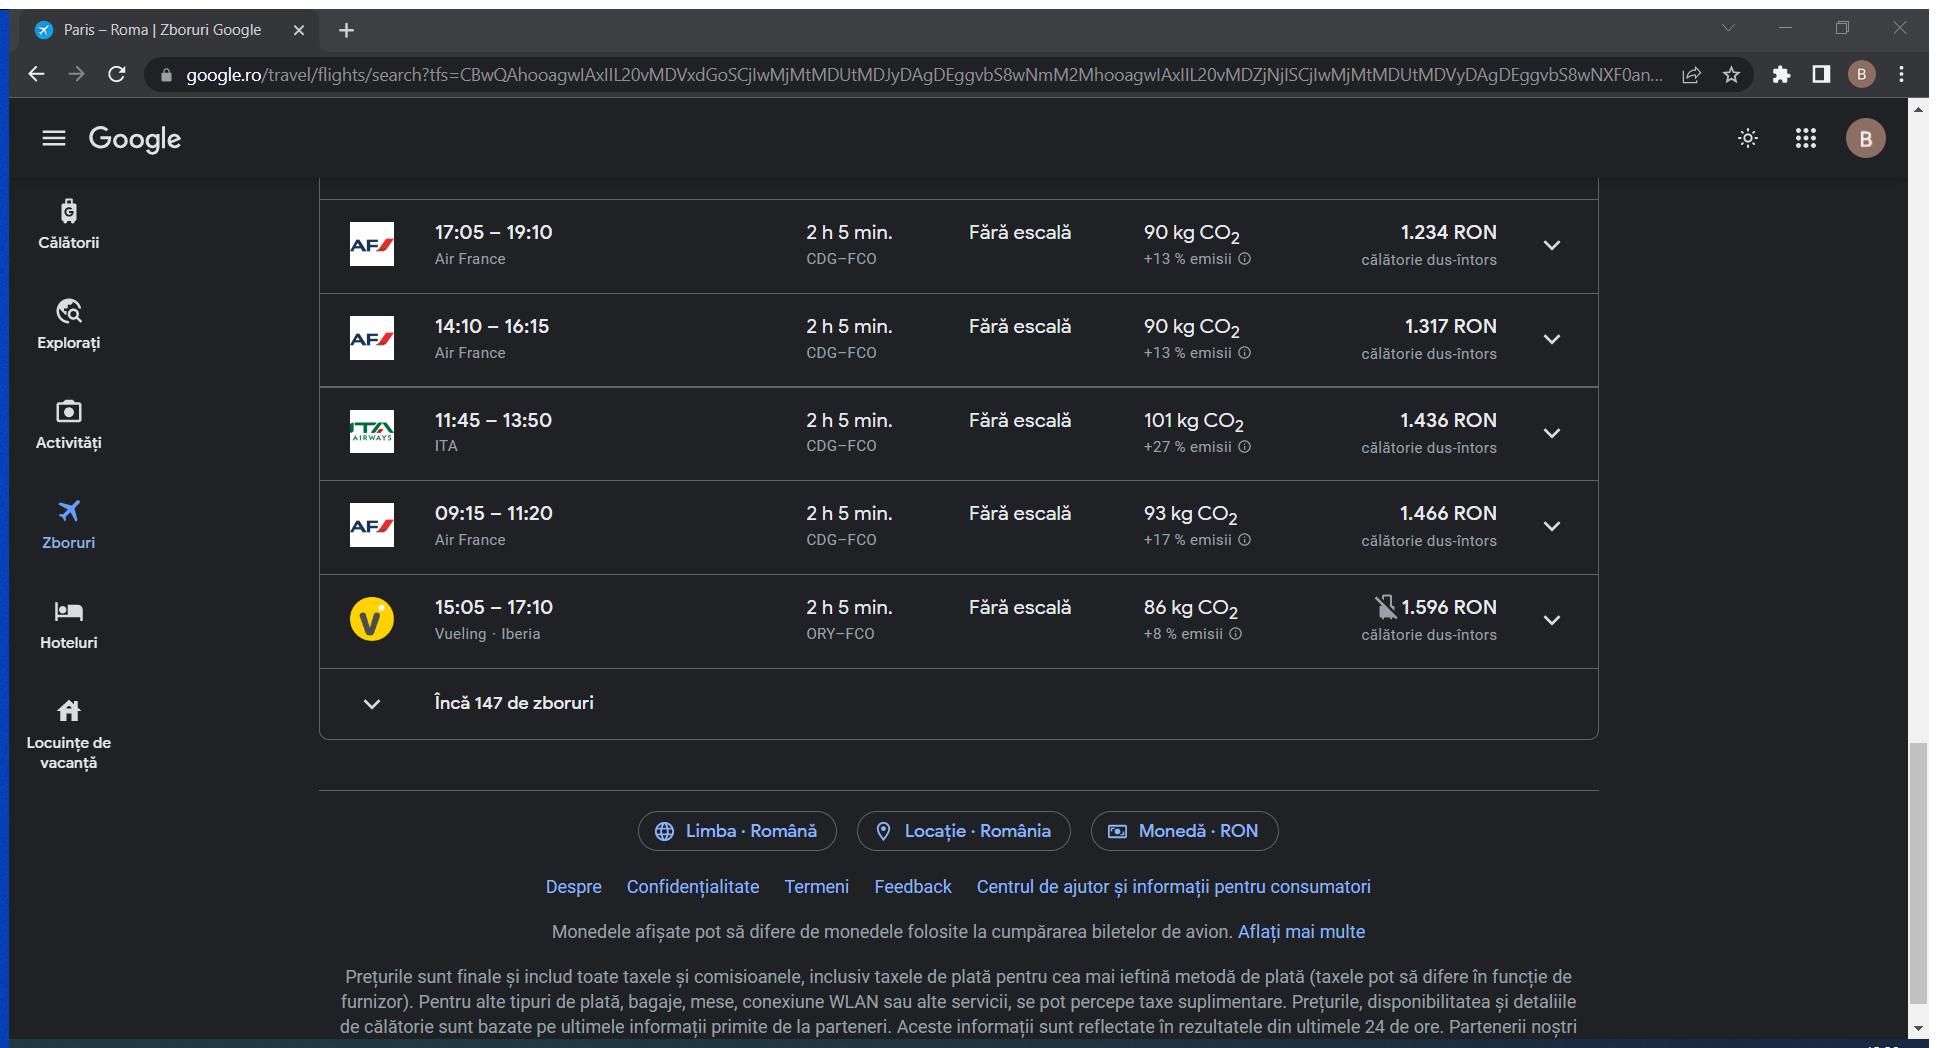 Paris – Roma | Zboruri Google
google.ro/travel/flights/search?tfs=CBwQAhooagwIAxIIL20vMDVxdGoSCjIwMjMtMDUtMDJyDAgDEggvbS8wNmM2MhooagwIAxIIL20vMDZjNjISCjIwMjMtMDUtMDVyDAgDEggvbS8wNXF0an...
B
Google
B
Călătorii
Explorați
Activități
Zboruri
Hoteluri
Locuințe de
vacanță
AF 17:05 – 19:10 2 h 5 min. Fără escală 90 kg CO2 1.234 RON
Air France CDG–FCO +13 % emisii călătorie dus-întors
AF 14:10 – 16:15 2 h 5 min. Fără escală 90 kg CO2 1.317 RON
Air France CDG–FCO +13 % emisii călătorie dus-întors
ITA AIRWAYS 11:45 – 13:50 2 h 5 min. Fără escală 101 kg CO2 1.436 RON
ITA CDG–FCO +27 % emisii călătorie dus-întors
AF 09:15 – 11:20 2 h 5 min. Fără escală 93 kg CO2 1.466 RON
Air France CDG–FCO +17 % emisii călătorie dus-întors
V 15:05 – 17:10 2 h 5 min. Fără escală 86 kg CO2 1.596 RON
Vueling · Iberia ORY–FCO +8 % emisii călătorie dus-întors
Încă 147 de zboruri
Limba · Română Locație · România Monedă · RON
Despre Confidențialitate Termeni Feedback Centrul de ajutor și informații pentru consumatori
Monedele afișate pot să difere de monedele folosite la cumpărarea biletelor de avion. Aflați mai multe
Prețurile sunt finale și includ toate taxele și comisioanele, inclusiv taxele de plată pentru cea mai ieftină metodă de plată (taxele pot să difere în funcție de
furnizor). Pentru alte tipuri de plată, bagaje, mese, conexiune WLAN sau alte servicii, se pot percepe taxe suplimentare. Prețurile, disponibilitatea și detaliile
de călătorie sunt bazate pe ultimele informații primite de la parteneri. Aceste informații sunt reflectate în rezultatele din ultimele 24 de ore. Partenerii noștri